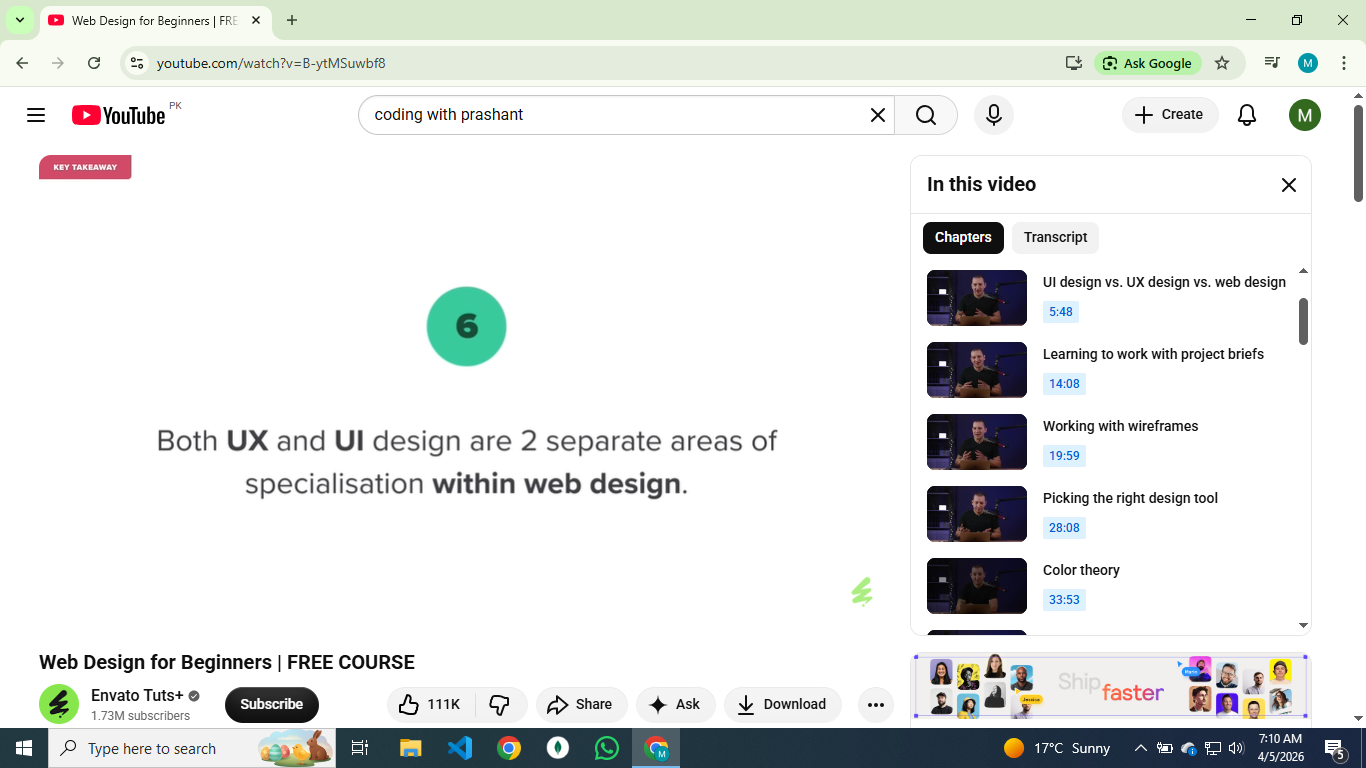 Web Design for Beginners | FRE
youtube.com/watch?v=B-ytMSuwbf8
Ask Google
M
YouTube PK
coding with prashant
Create
M
KEY TAKEAWAY
6
Both UX and UI design are 2 separate areas of
specialisation within web design.
In this video
Chapters
Transcript
UI design vs. UX design vs. web design
5:48
Learning to work with project briefs
14:08
Working with wireframes
19:59
Picking the right design tool
28:08
Color theory
33:53
Web Design for Beginners | FREE COURSE
Envato Tuts+
1.73M subscribers
Subscribe
111K
Share
Ask
Download
Ship
faster
Type here to search
M
17°C Sunny
7:10 AM
4/5/2026
5